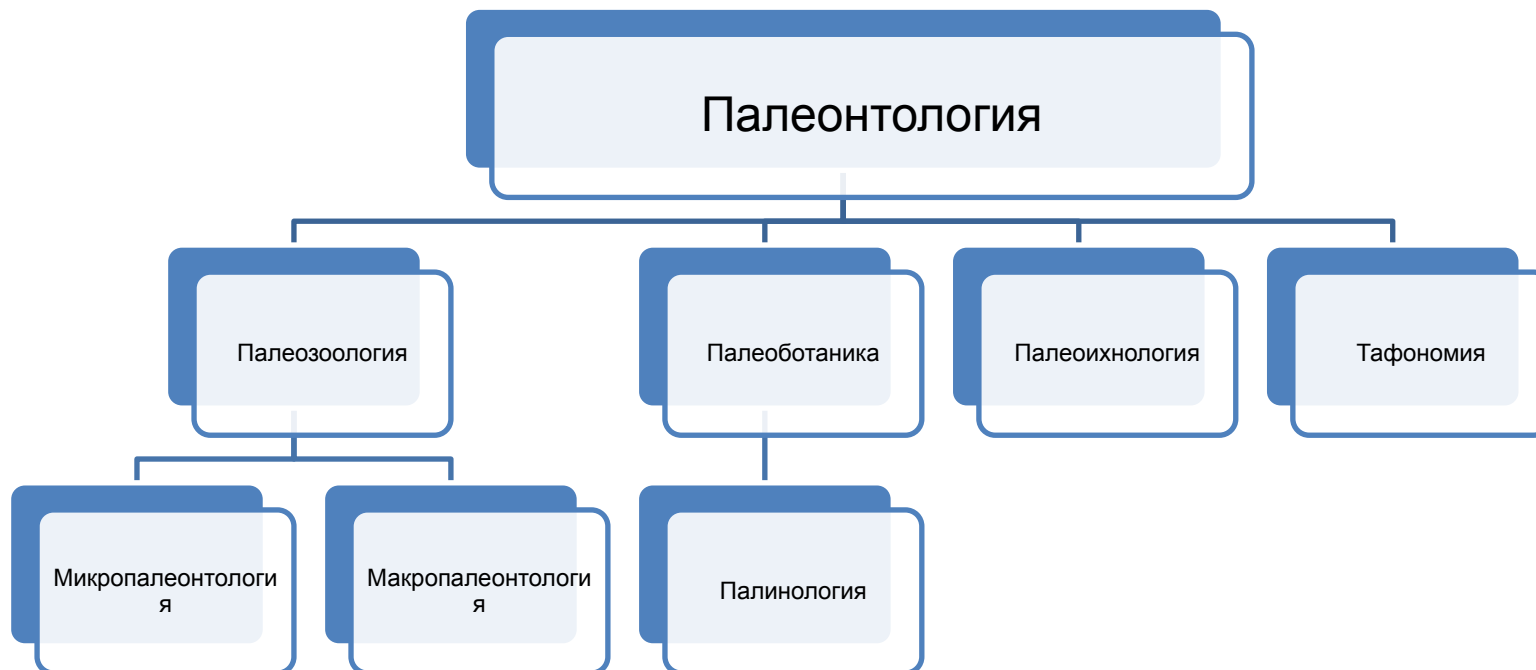 Палеонтология
Палеозоология
Палеоботаника
Палеоихнология
Тафономия
Микропалеонтологи
я
Макропалеонтологи
я
Палинология